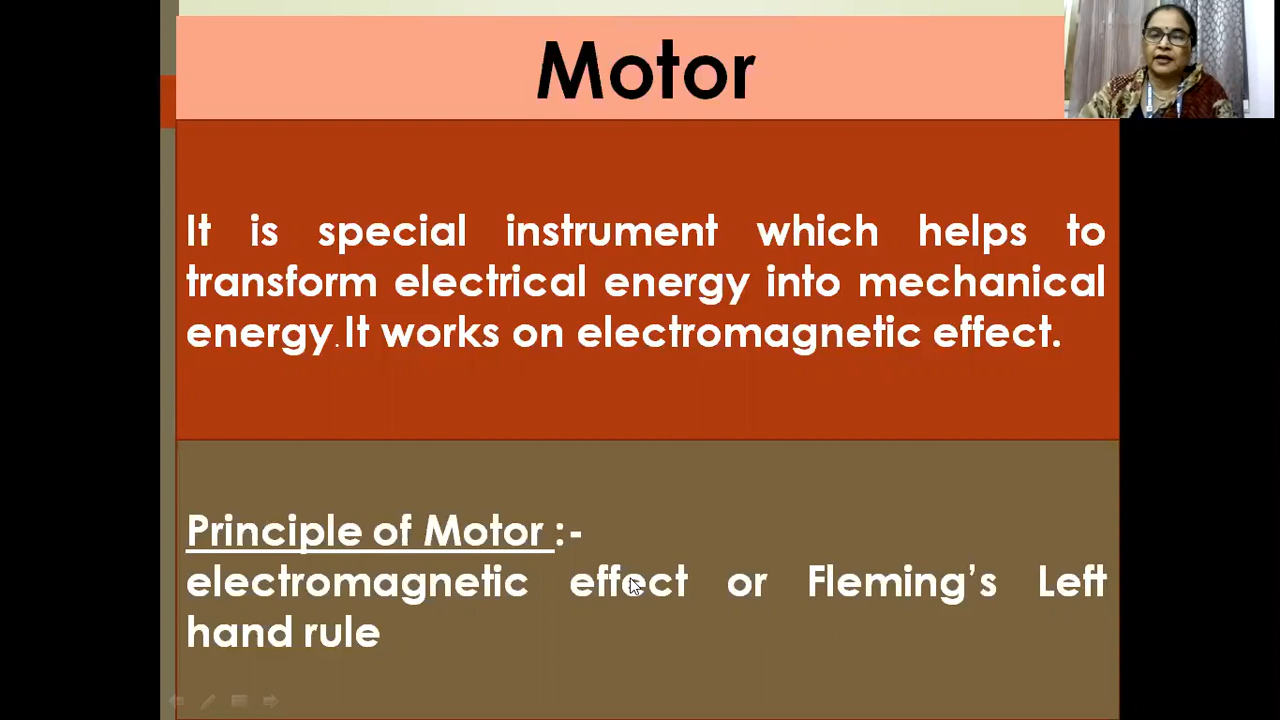 Motor
It is special instrument which helps to
transform electrical energy into mechanical
energy.It works on electromagnetic effect.
Principle of Motor :-
electromagnetic effect or Fleming’s Left
hand rule